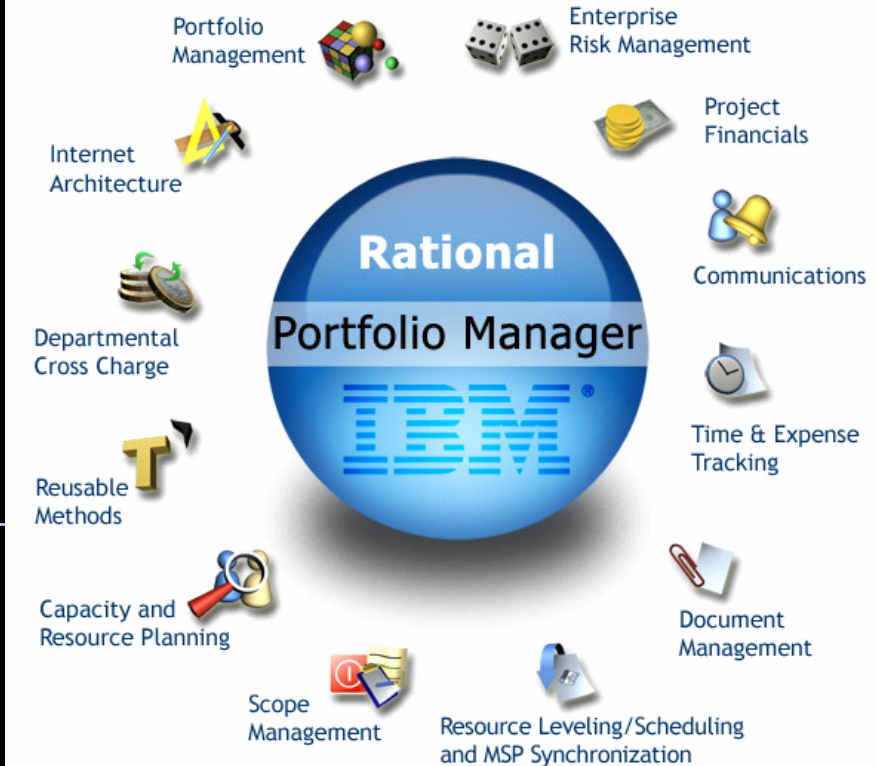 Portfolio
Management
Enterprise
Risk Management
Project
Financials
Internet
Architecture
Rational
Communications
Departmental
Cross Charge
Portfolio Manager
IBM®
Time & Expense
Tracking
Reusable
Methods
T
Capacity and
Resource Planning
Document
Management
Scope
Management
Resource Leveling/Scheduling
and MSP Synchronization